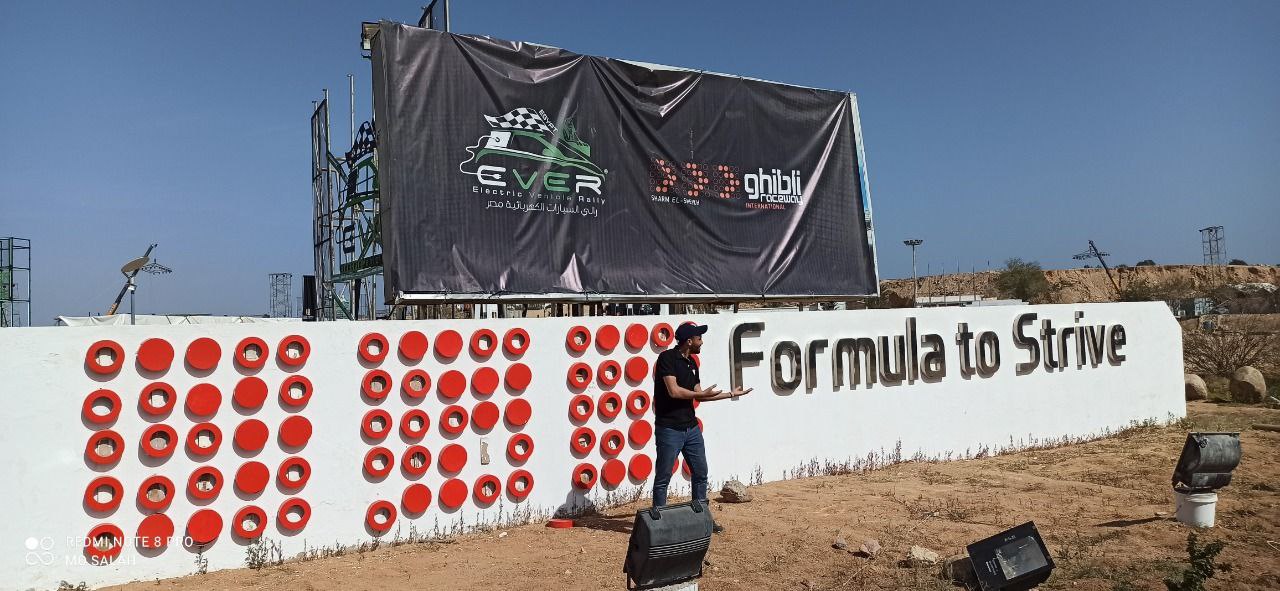 EGYPT
EVER
Electric Vehicle Rally
رالي السيارات الكهربائية مصر
SHARM EL-SHEIKH
ghibli
raceway
INTERNATIONAL
Formula to Strive
REDMI NOTE 8 PRO
MO SALAH